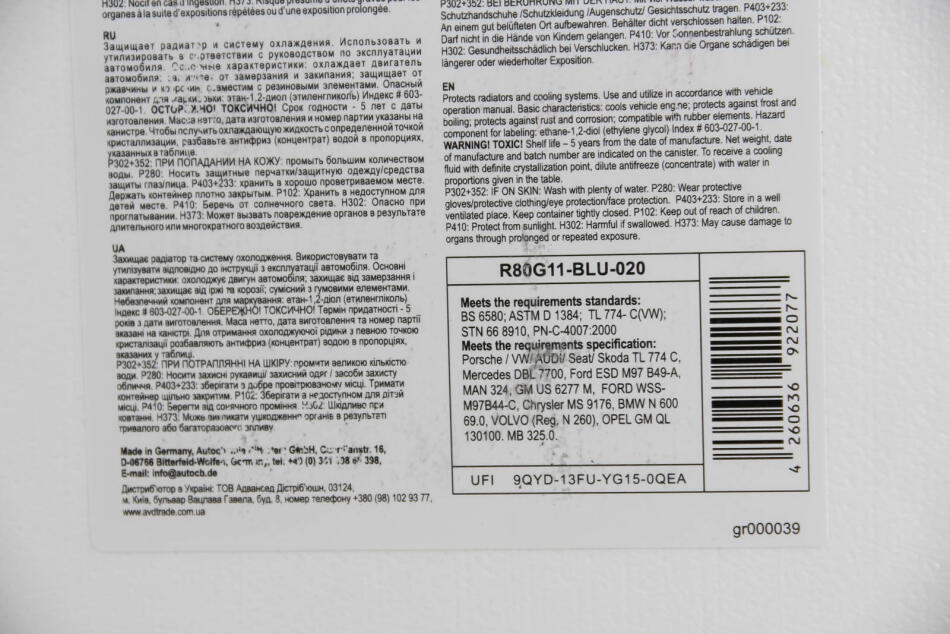 organes à la suite d'expositions répétées ou d'une exposition prolongée.
RU
Защищает радиатор и систему охлаждения. Использовать и
утилизировать в соответствии с руководством по эксплуатации
автомобиля. характеристики: охлаждает двигатель
автомобиля: от замерзания и закипания; защищает от
ржавчины и совместим с резиновыми элементами. Опасный
компонент для этан-1,2-диол (этиленгликоль) Индекс # 603-
027-00-1. ТОКСИЧНО! Срок годности - 5 лет с даты
изготовления. Масса нетто, дата изготовления и номер партии указаны на
канистре. Чтобы получить охлаждающую жидкость с определенной точкой
кристаллизации, разбавьте антифриз (концентрат) водой в пропорциях,
указанных в таблице.
P302+352: ПРИ ПОПАДАНИИ НА КОЖУ: промыть большим количеством
воды. P280: Носить защитные перчатки/защитную одежду/средства
защиты глаз/лица. P403+233: хранить в хорошо проветриваемом месте.
Держать контейнер плотно закрытым. P102: Хранить в недоступном для
детей месте. P410: Беречь от солнечного света. H302: Опасно при
проглатывании. H373: Может вызвать повреждение органов в результате
длительного или многократного воздействия.
UA
Захищає радіатор та систему охолодження. Використовувати та
утилізувати відповідно до інструкції з експлуатації автомобіля. Основні
характеристики: охолоджує двигун автомобіля; захищає від замерзання і
закипання; захищає від іржі та корозії; сумісний з гумовими елементами.
Небезпечний компонент для маркування: етан-1,2-діол (етиленгліколь)
Індекс # 603-027-00-1. ОБЕРЕЖНО! ТОКСИЧНО! Термін придатності - 5
років з дати виготовлення. Маса нетто, дата виготовлення та номер партії
вказані на каністрі. Для отримання охолоджуючої рідини з певною точкою
кристалізації розбавляють антифриз (концентрат) водою в пропорціях,
вказаних у таблиці.
P302+352: ПРИ ПОТРАПЛЯННІ НА ШКІРУ: промити великою кількістю
води. P280: Носити захисні рукавиці/ захисний одяг / засоби захисту
обличчя. P403+233: зберігати в добре провітрюваному місці. Тримати
контейнер щільно закритим. P102: Зберігати в недоступному для дітей
місці. P410: Берегти від сонячного проміння. H302: Шкідливо при
ковтанні. H373: Може викликати ушкодження органів в результаті
тривалого або багаторазового впливу.
Made in Germany, GmbH, 16,
D-06766 Bitterfeld-Wolfen, Germany, tel. +49 (0) 398,
E-mail: info@autocb.de
Дистриб'ютор в Україні: ТОВ Адвансед Дістріб'юшн, 03124,
м. Київ, бульвар Вацлава Гавела, буд. 8, номер телефону +380 (98) 102 93 77,
www.avdtrade.com.ua
Schutzhandschuhe /Schutzkleidung /Augenschutz/ Gesichtsschutz tragen. P403+233:
An einem gut belüfteten Ort aufbewahren. Behälter dicht verschlossen halten. P102:
Darf nicht in die Hände von Kindern gelangen. P410: Vor Sonnenbestrahlung schützen.
H302: Gesundheitsschädlich bei Verschlucken. H373: Kann die Organe schädigen bei
längerer oder wiederholter Exposition.
EN
Protects radiators and cooling systems. Use and utilize in accordance with vehicle
operation manual. Basic characteristics: cools vehicle engine; protects against frost and
boiling; protects against rust and corrosion; compatible with rubber elements. Hazard
component for labeling: ethane-1,2-diol (ethylene glycol) Index # 603-027-00-1.
WARNING! TOXIC! Shelf life – 5 years from the date of manufacture. Net weight, date
of manufacture and batch number are indicated on the canister. To receive a cooling
fluid with definite crystallization point, dilute antifreeze (concentrate) with water in
proportions given in the table.
P302+352: IF ON SKIN: Wash with plenty of water. P280: Wear protective
gloves/protective clothing/eye protection/face protection. P403+233: Store in a well
ventilated place. Keep container tightly closed. P102: Keep out of reach of children.
P410: Protect from sunlight. H302: Harmful if swallowed. H373: May cause damage to
organs through prolonged or repeated exposure.
R80G11-BLU-020
Meets the requirements standards:
BS 6580; ASTM D 1384; TL 774- C(VW);
STN 66 8910, PN-C-4007:2000
Meets the requirements specification:
Porsche / VW/ AUDI/ Seat/ Skoda TL 774 C,
Mercedes DBL 7700, Ford ESD M97 B49-A,
MAN 324, GM US 6277 M, FORD WSS-
M97B44-C, Chrysler MS 9176, BMW N 600
69.0, VOLVO (Reg. N 260), OPEL GM QL
130100. MB 325.0.
UFI 9QYD-13FU-YG15-0QEA
4 260636 922077
gr000039